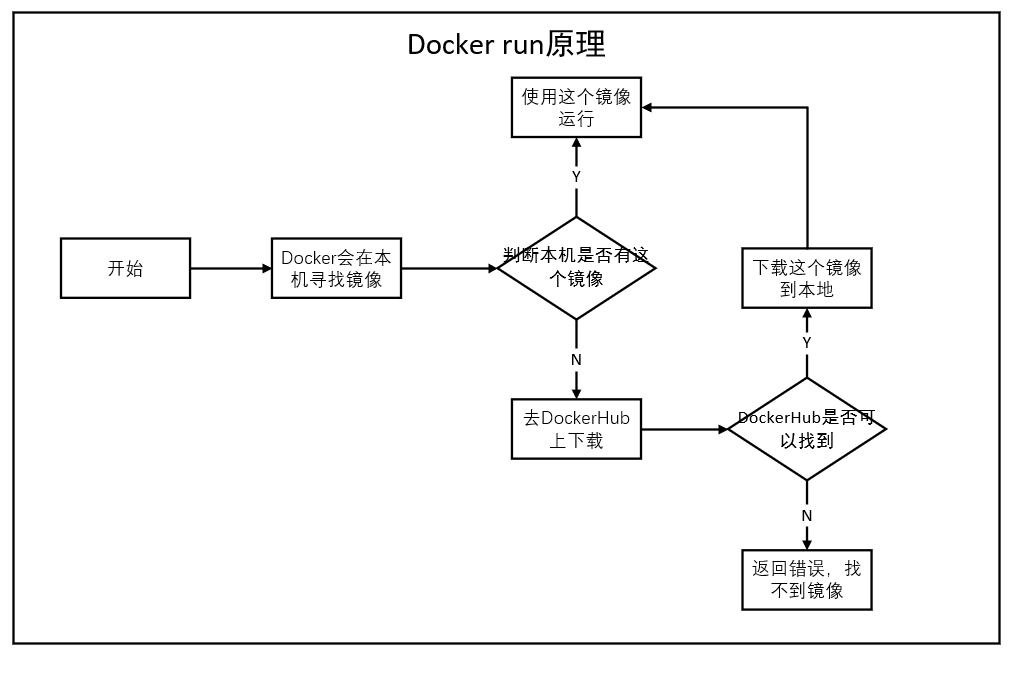 Docker run原理
使用这个镜像
运行
Y
开始
Docker会在本
机寻找镜像
判断本机是否有这
个镜像
下载这个镜像
到本地
N
Y
去DockerHub
上下载
DockerHub是否可
以找到
N
返回错误，找
不到镜像